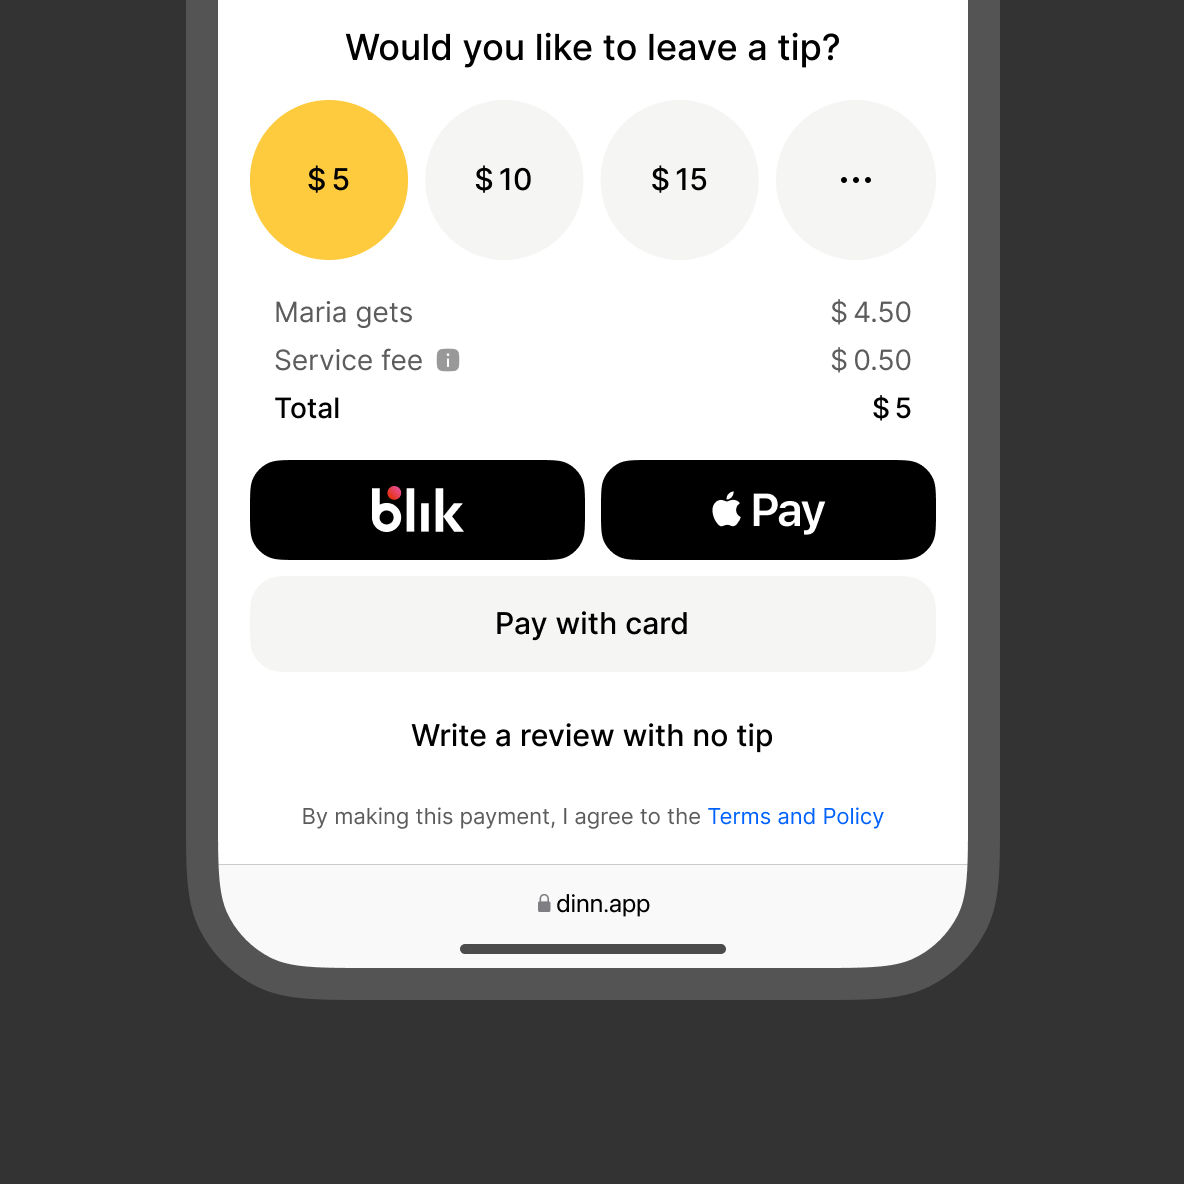 Would you like to leave a tip?
$ 5 $ 10 $ 15 ...
Maria gets $ 4.50
Service fee i $ 0.50
Total $ 5
blik Pay
Pay with card
Write a review with no tip
By making this payment, I agree to the Terms and Policy
dinn.app